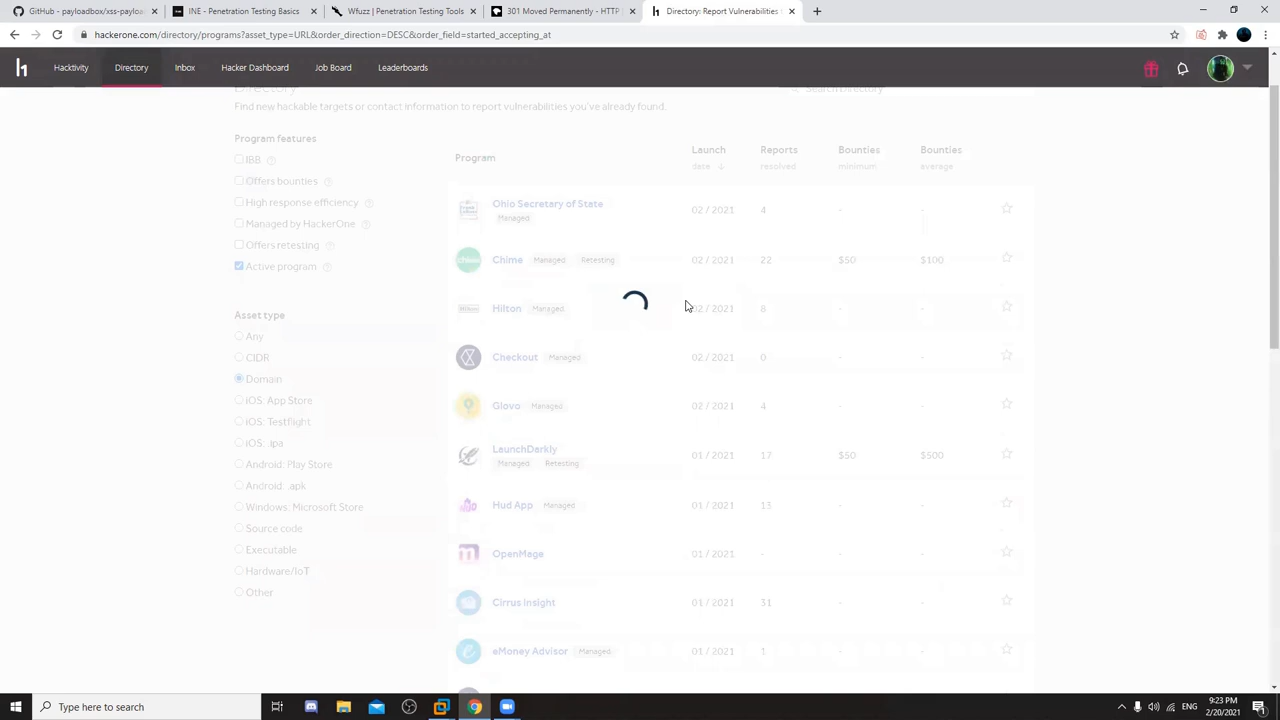 GitHub - payloadbox/xss-payloa
INE - Penetration Testing Basics
Wfuzz | Penetration Testing Tools
301 Moved Permanently - HTTP
Directory: Report Vulnerabilities
hackerone.com/directory/programs?asset_type=URL&order_direction=DESC&order_field=started_accepting_at
Hacktivity
Directory
Inbox
Hacker Dashboard
Job Board
Leaderboards
Directory
Search Directory
Find new hackable targets or contact information to report vulnerabilities you've already found.
Program features
IBB
Offers bounties
High response efficiency
Managed by HackerOne
Offers retesting
Active program
Asset type
Any
CIDR
Domain
iOS: App Store
iOS: Testflight
iOS: .ipa
Android: Play Store
Android: .apk
Windows: Microsoft Store
Source code
Executable
Hardware/IoT
Other
Program Launch Reports Bounties Bounties
date resolved minimum average
Ohio Secretary of State 02 / 2021 4 - -
Managed
Chime Managed Retesting 02 / 2021 22 $50 $100
Hilton Managed 02 / 2021 8 - -
Checkout Managed 02 / 2021 0 - -
Glovo Managed 02 / 2021 4 - -
LaunchDarkly 01 / 2021 17 $50 $500
Managed Retesting
Hud App Managed 01 / 2021 13 - -
OpenMage 01 / 2021 - - -
Cirrus Insight 01 / 2021 31 - -
eMoney Advisor Managed 01 / 2021 1 - -
Type here to search
ENG
9:23 PM
2/20/2021